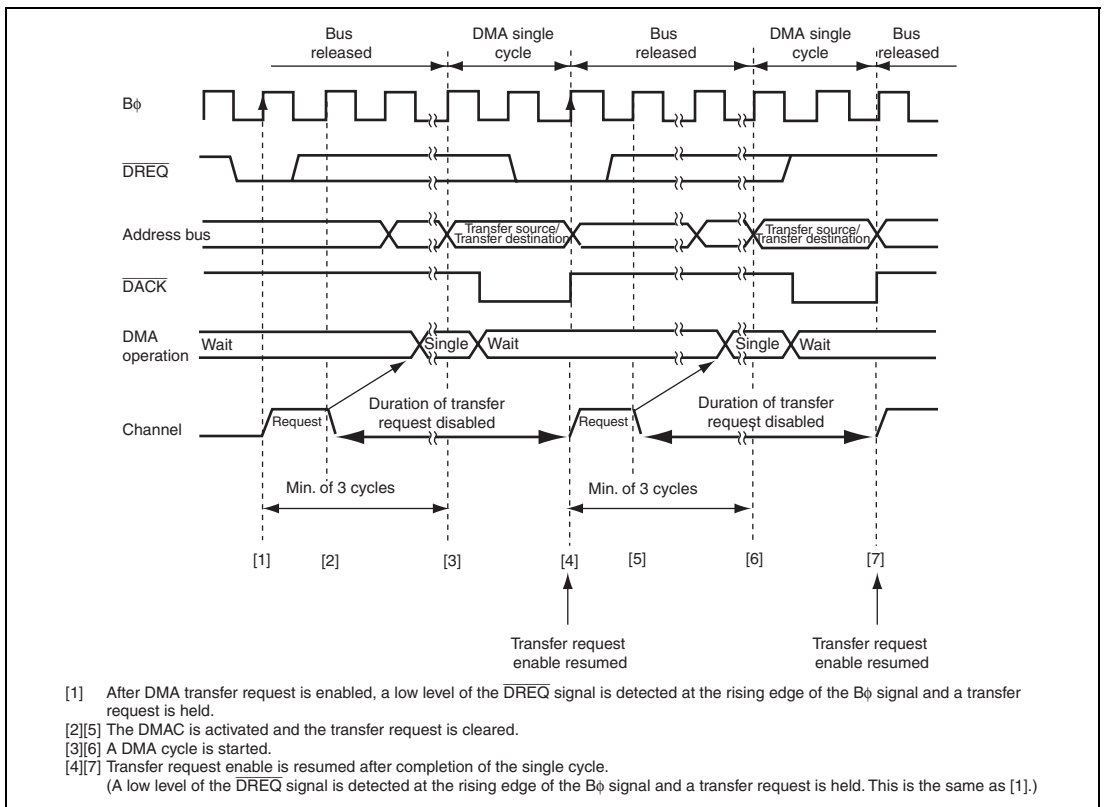 Bus released
DMA single cycle
Bus released
DMA single cycle
Bus released
Bϕ
DREQ
Address bus
Transfer source/
Transfer destination
Transfer source/
Transfer destination
DACK
DMA operation
Wait
Single
Wait
Single
Wait
Channel
Request
Duration of transfer request disabled
Request
Duration of transfer request disabled
Min. of 3 cycles
Min. of 3 cycles
[1] [2] [3] [4] [5] [6] [7]
Transfer request enable resumed
Transfer request enable resumed
[1] After DMA transfer request is enabled, a low level of the DREQ signal is detected at the rising edge of the Bϕ signal and a transfer
request is held.
[2][5] The DMAC is activated and the transfer request is cleared.
[3][6] A DMA cycle is started.
[4][7] Transfer request enable is resumed after completion of the single cycle.
(A low level of the DREQ signal is detected at the rising edge of the Bϕ signal and a transfer request is held. This is the same as [1].)